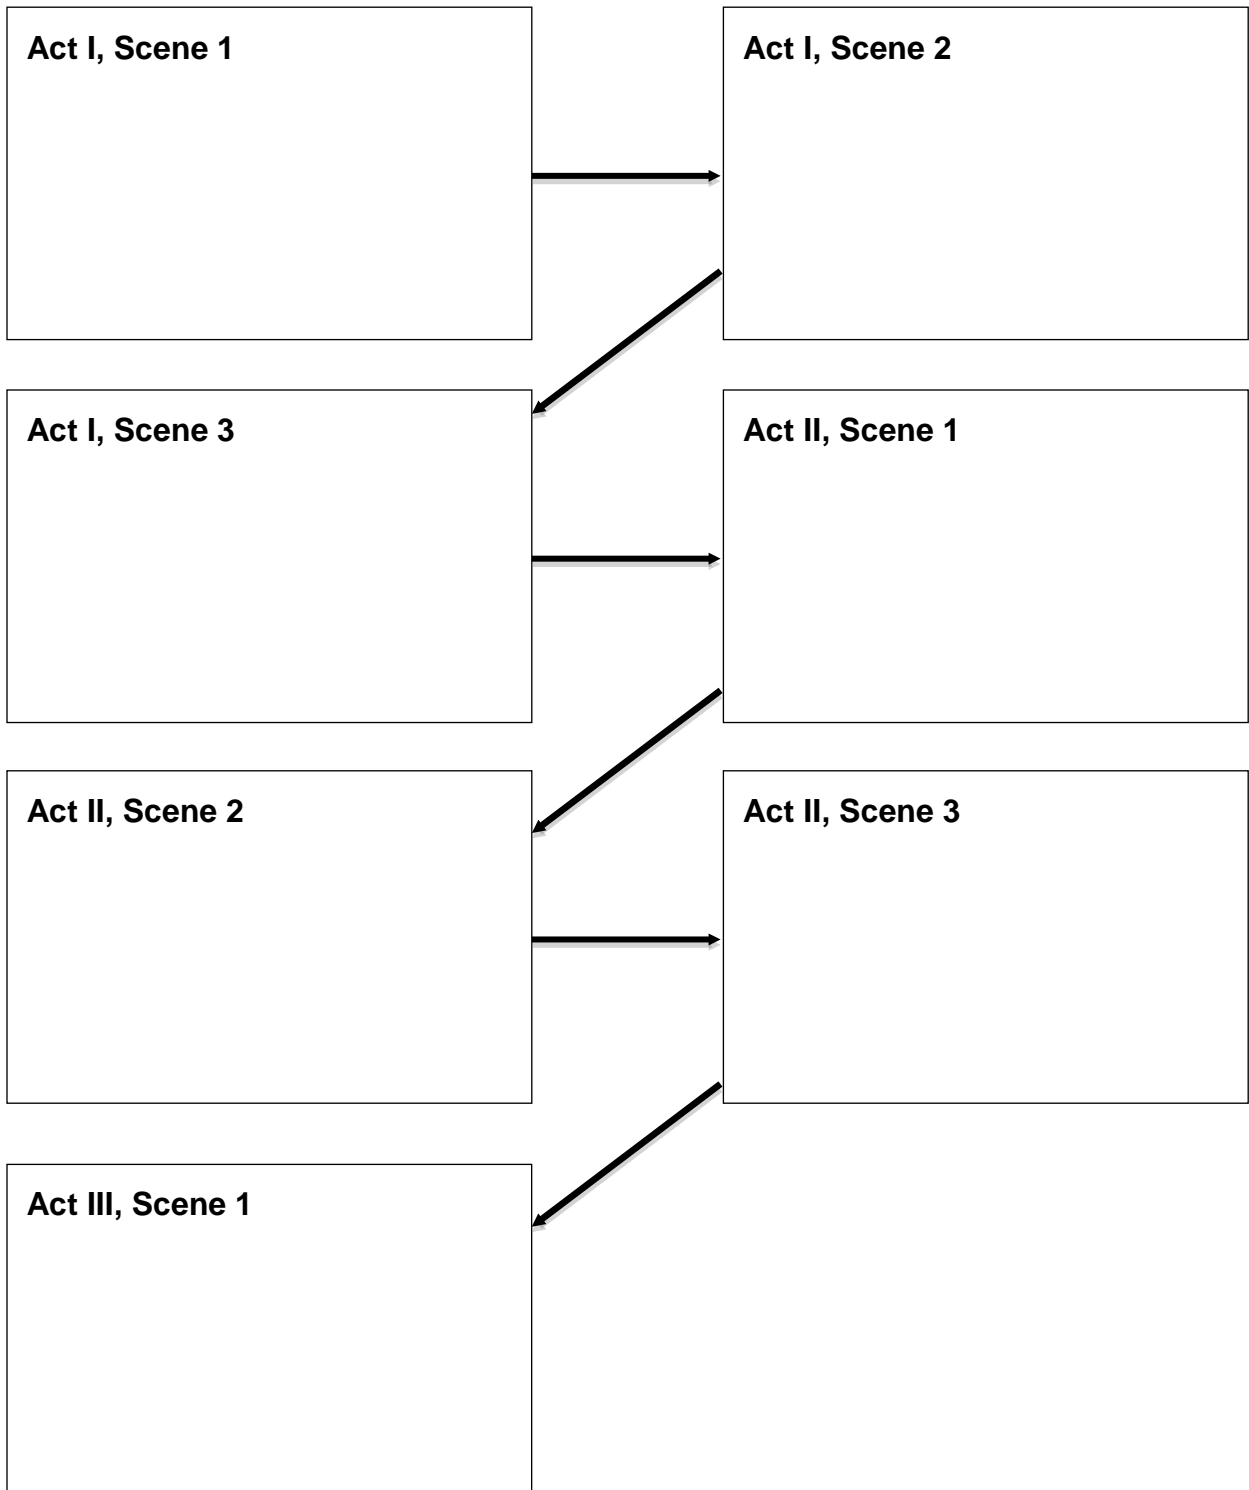 Act I, Scene 1
Act I, Scene 2
Act I, Scene 3
Act II, Scene 1
Act II, Scene 2
Act II, Scene 3
Act III, Scene 1